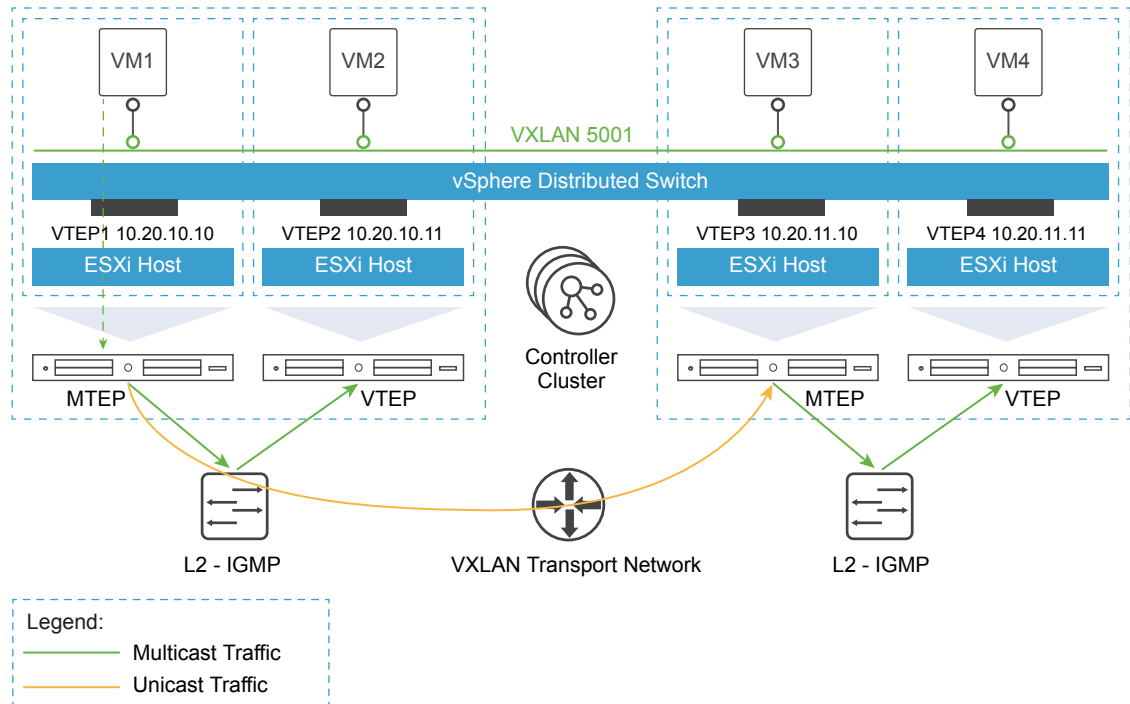 VM1
VM2
VM3
VM4
VXLAN 5001
vSphere Distributed Switch
VTEP1 10.20.10.10
VTEP2 10.20.10.11
VTEP3 10.20.11.10
VTEP4 10.20.11.11
ESXi Host
ESXi Host
ESXi Host
ESXi Host
Controller
Cluster
MTEP
VTEP
MTEP
VTEP
L2 - IGMP
VXLAN Transport Network
L2 - IGMP
Legend:
Multicast Traffic
Unicast Traffic